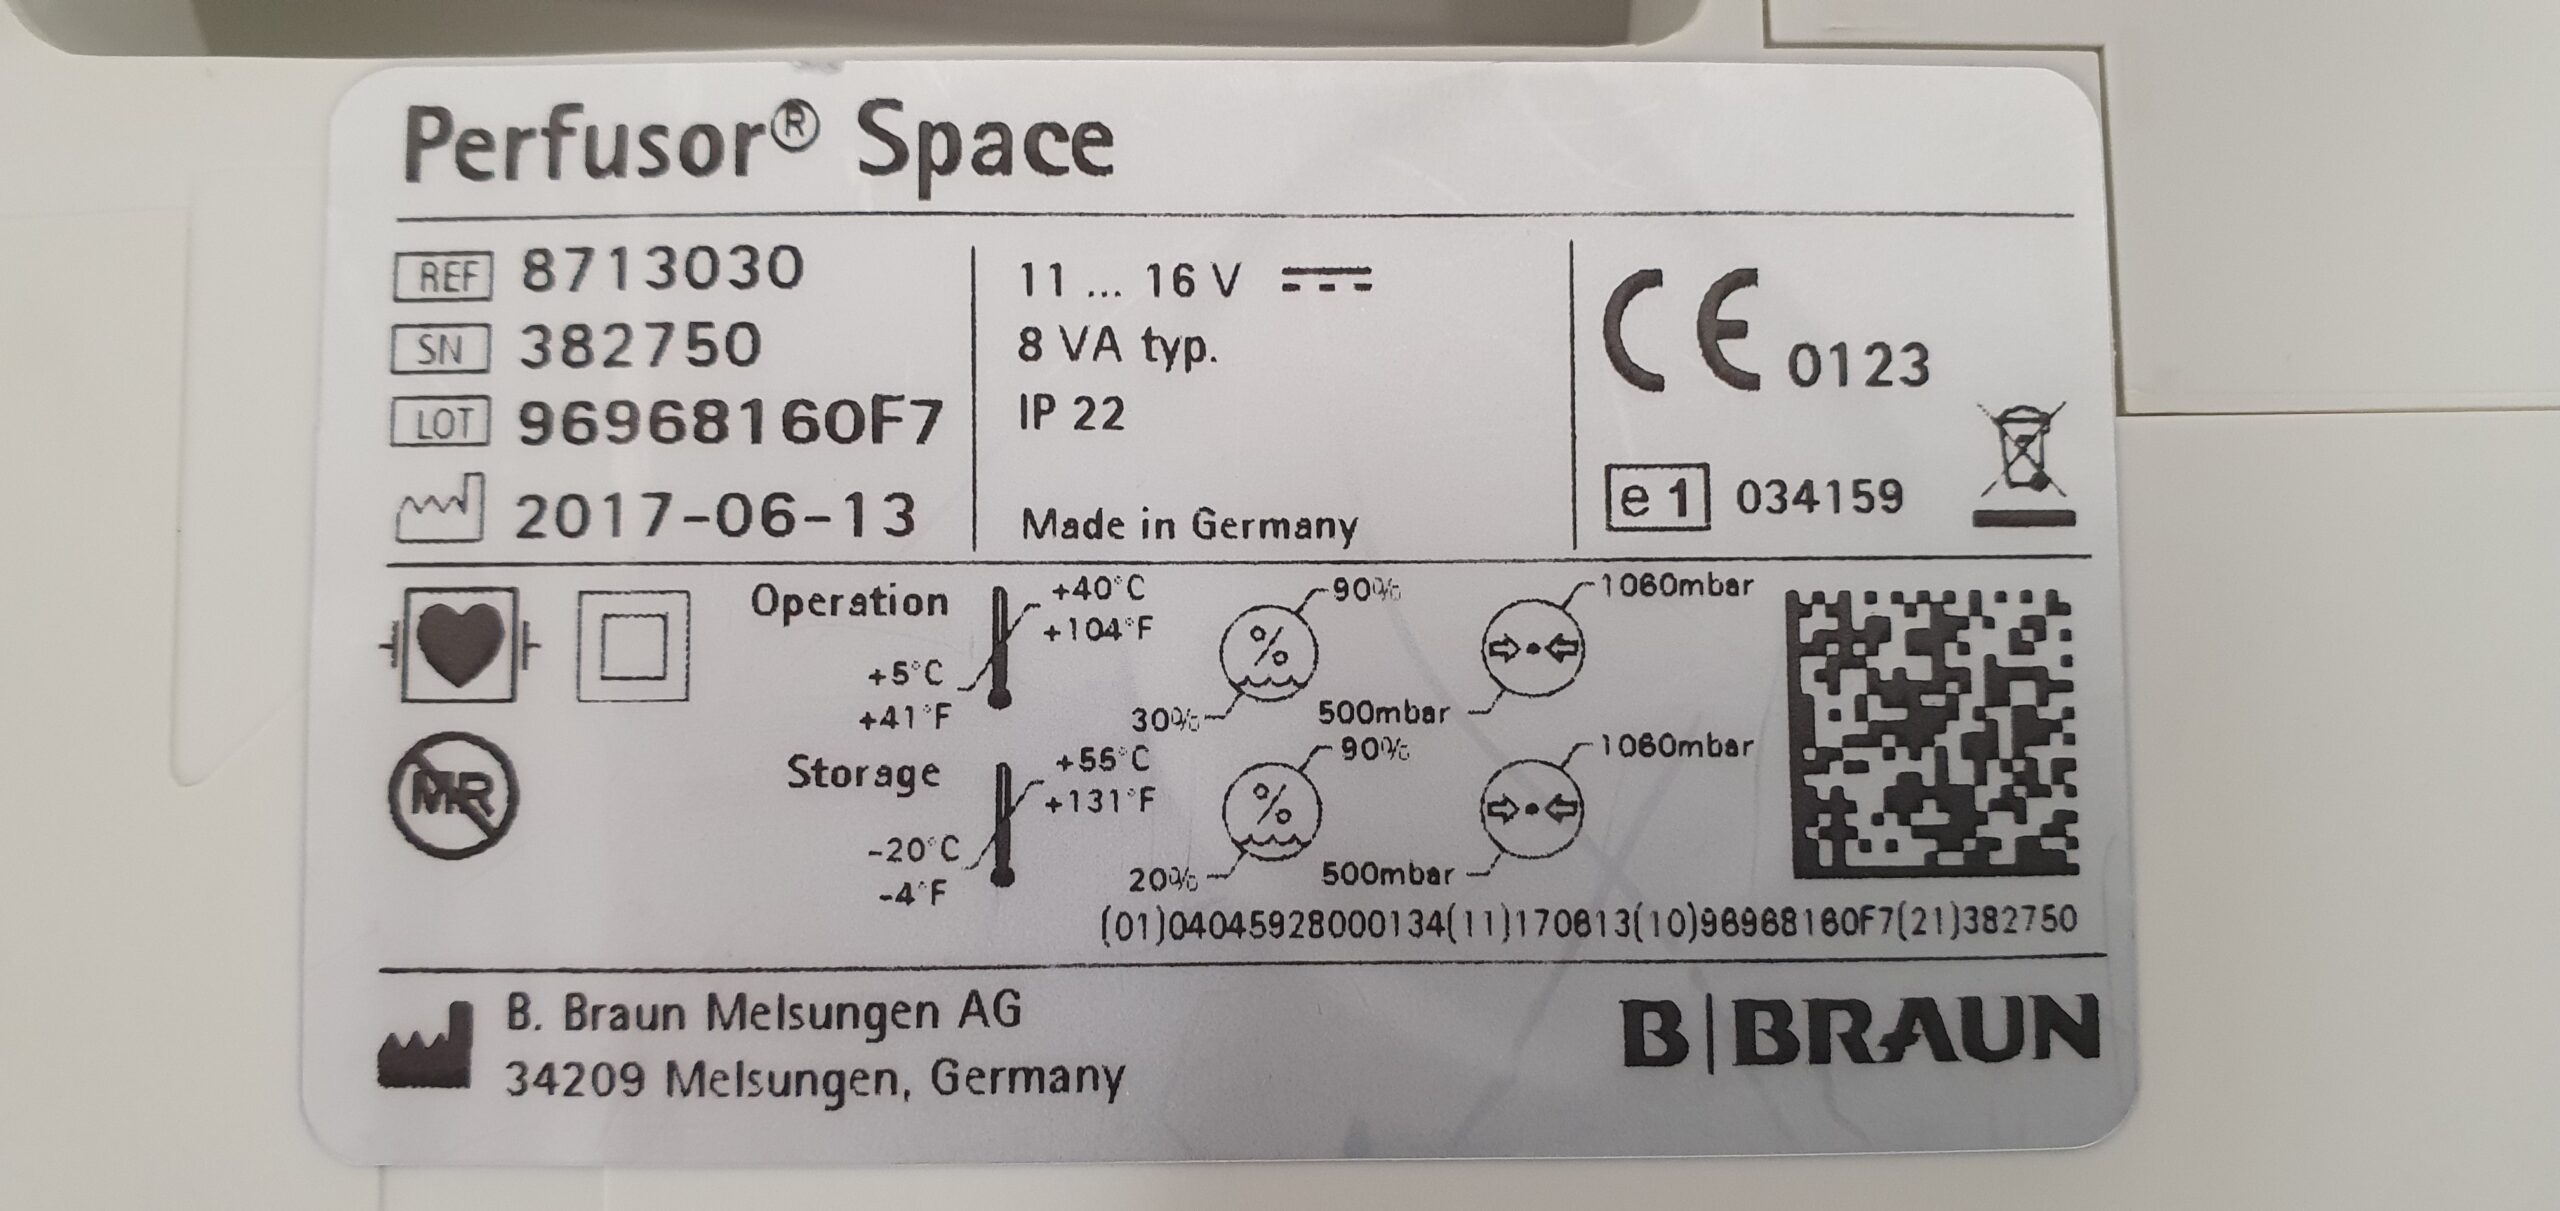 Perfusor® Space
REF 8713030
SN 382750
LOT 96968160F7
2017-06-13
11 ... 16 V
8 VA typ.
IP 22
Made in Germany
CE 0123
e1 034159
Operation
+40°C
+104°F
+5°C
+41°F
90%
30%
1060mbar
500mbar
MR
Storage
+55°C
+131°F
-20°C
-4°F
90%
20%
1060mbar
500mbar
(01)04045928000134(11)170613(10)96968160F7(21)382750
B. Braun Melsungen AG
34209 Melsungen, Germany
B|BRAUN